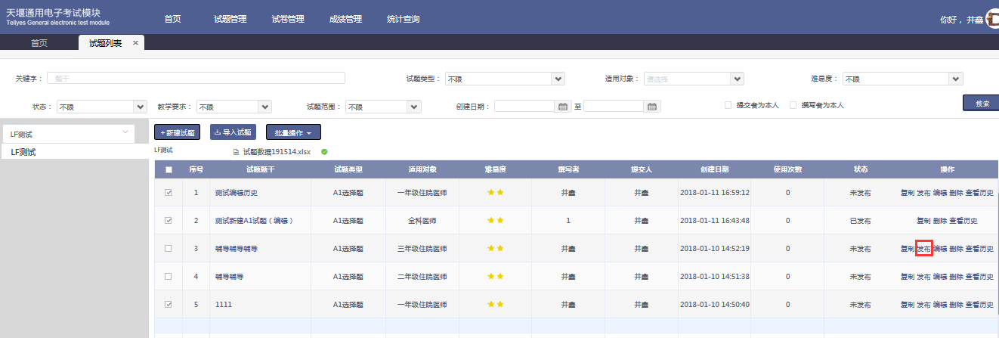 天堰通用电子考试模块
Tellyes General electronic test module
首页 试题管理 试卷管理 成绩管理 统计查询
你好， 井鑫
首页 试题列表 ×
关键字： 题干 试题类型： 不限 适用对象： 请选择 难易度： 不限
状态： 不限 教学要求： 不限 试题范围： 不限 创建日期： 至 提交者为本人 撰写者为本人 搜索
LF测试
LF测试
+新建试题 导入试题 批量操作
LF测试 试题数据191514.xlsx
序号 试题题干 试题类型 适用对象 难易度 撰写者 提交人 创建日期 使用次数 状态 操作
1 测试编辑历史 A1选择题 一年级住院医师 井鑫 井鑫 2018-01-11 16:59:12 0 未发布 复制 发布 编辑 删除 查看历史
2 测试新建A1试题（编辑） A1选择题 全科医师 1 井鑫 2018-01-11 16:43:48 0 已发布 复制 删除 查看历史
3 辅导辅导辅导 A1选择题 三年级住院医师 井鑫 井鑫 2018-01-10 14:52:19 0 未发布 复制 发布 编辑 删除 查看历史
4 辅导辅导 A1选择题 二年级住院医师 井鑫 井鑫 2018-01-10 14:51:38 0 未发布 复制 发布 编辑 删除 查看历史
5 1111 A1选择题 一年级住院医师 井鑫 井鑫 2018-01-10 14:50:40 0 未发布 复制 发布 编辑 删除 查看历史